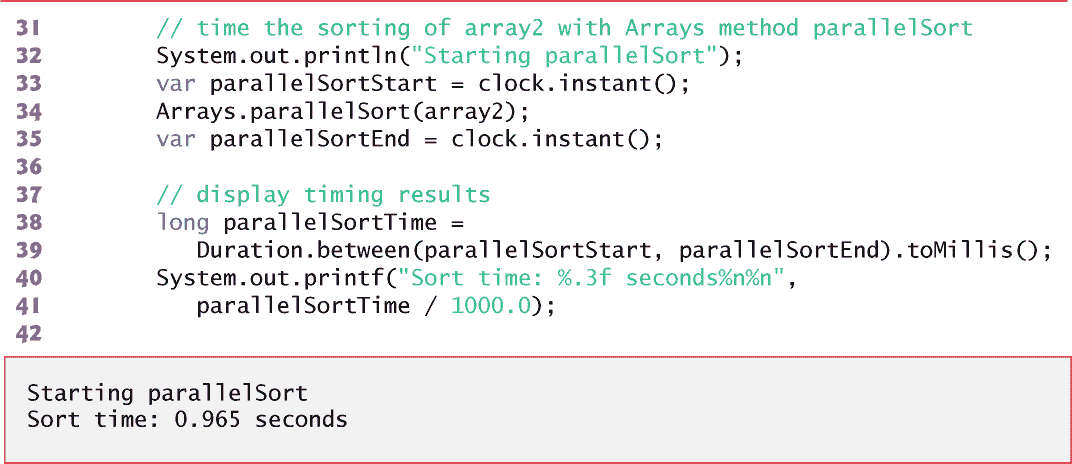 31 // time the sorting of array2 with Arrays method parallelSort
32 System.out.println("Starting parallelSort");
33 var parallelSortStart = clock.instant();
34 Arrays.parallelSort(array2);
35 var parallelSortEnd = clock.instant();
36
37 // display timing results
38 long parallelSortTime =
39 Duration.between(parallelSortStart, parallelSortEnd).toMillis();
40 System.out.printf("Sort time: %.3f seconds%n%n",
41 parallelSortTime / 1000.0);
42
Starting parallelSort
Sort time: 0.965 seconds